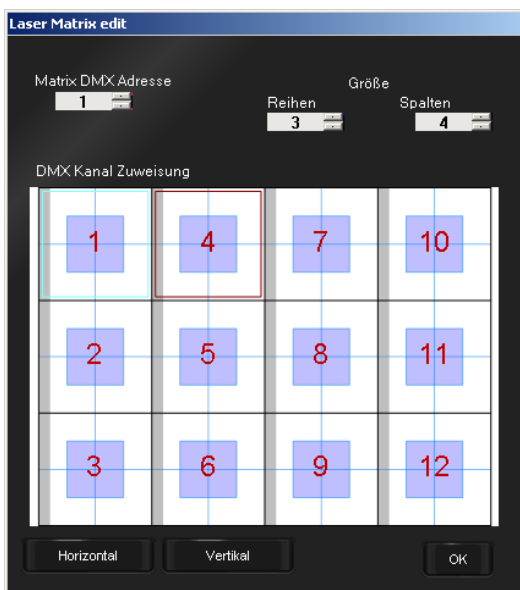 Laser Matrix edit
Matrix DMX Adresse
Größe
1
Reihen
Spalten
3
4
DMX Kanal Zuweisung
1 4 7 10
2 5 8 11
3 6 9 12
Horizontal
Vertikal
OK